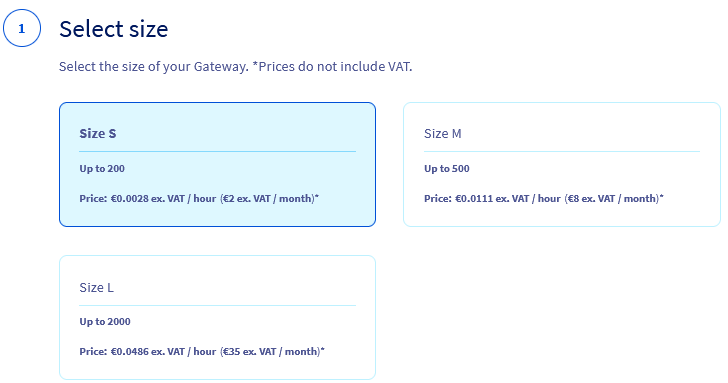 1
Select size
Select the size of your Gateway. *Prices do not include VAT.
Size S
Up to 200
Price: €0.0028 ex. VAT / hour (€2 ex. VAT / month)*
Size M
Up to 500
Price: €0.0111 ex. VAT / hour (€8 ex. VAT / month)*
Size L
Up to 2000
Price: €0.0486 ex. VAT / hour (€35 ex. VAT / month)*